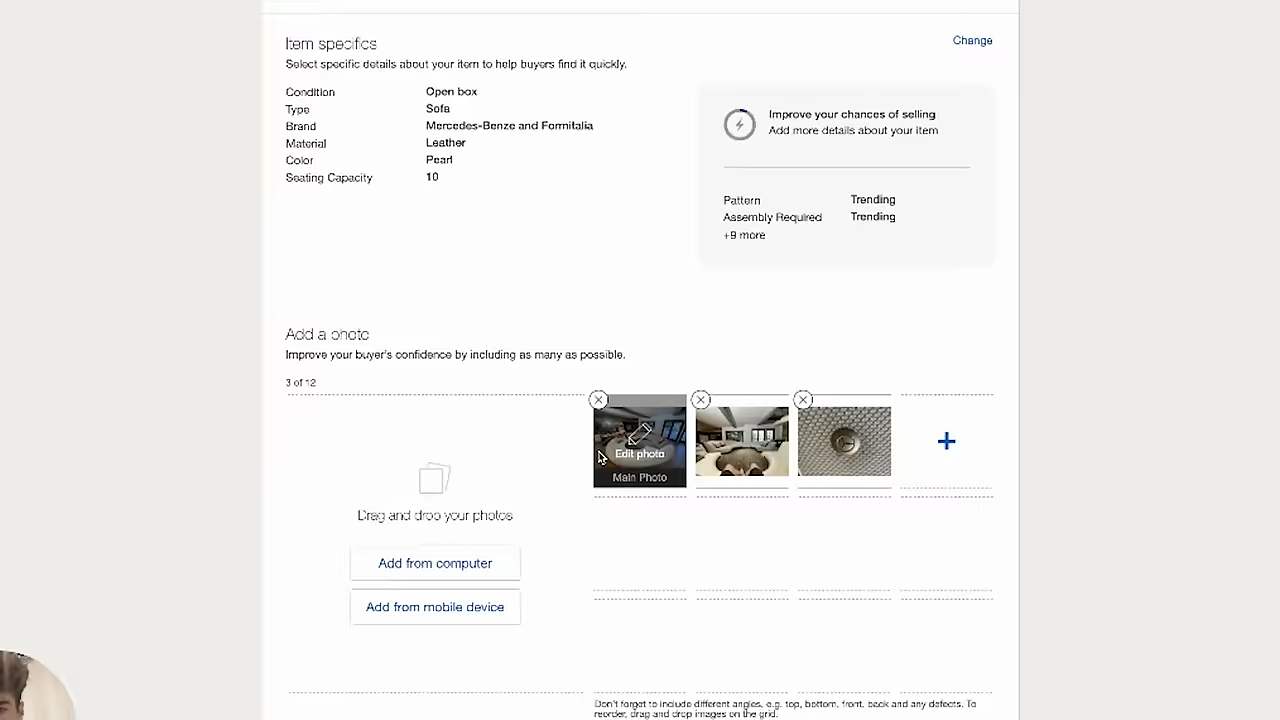 Item specifics
Change
Select specific details about your item to help buyers find it quickly.
Condition Open box
Type Sofa
Brand Mercedes-Benze and Formitalia
Material Leather
Color Pearl
Seating Capacity 10
Improve your chances of selling
Add more details about your item
Pattern Trending
Assembly Required Trending
+9 more
Add a photo
Improve your buyer's confidence by including as many as possible.
3 of 12
Edit photo
Main Photo
Drag and drop your photos
Add from computer
Add from mobile device
Don't forget to include different angles, e.g. top, bottom, front, back and any defects. To
reorder, drag and drop images on the grid.